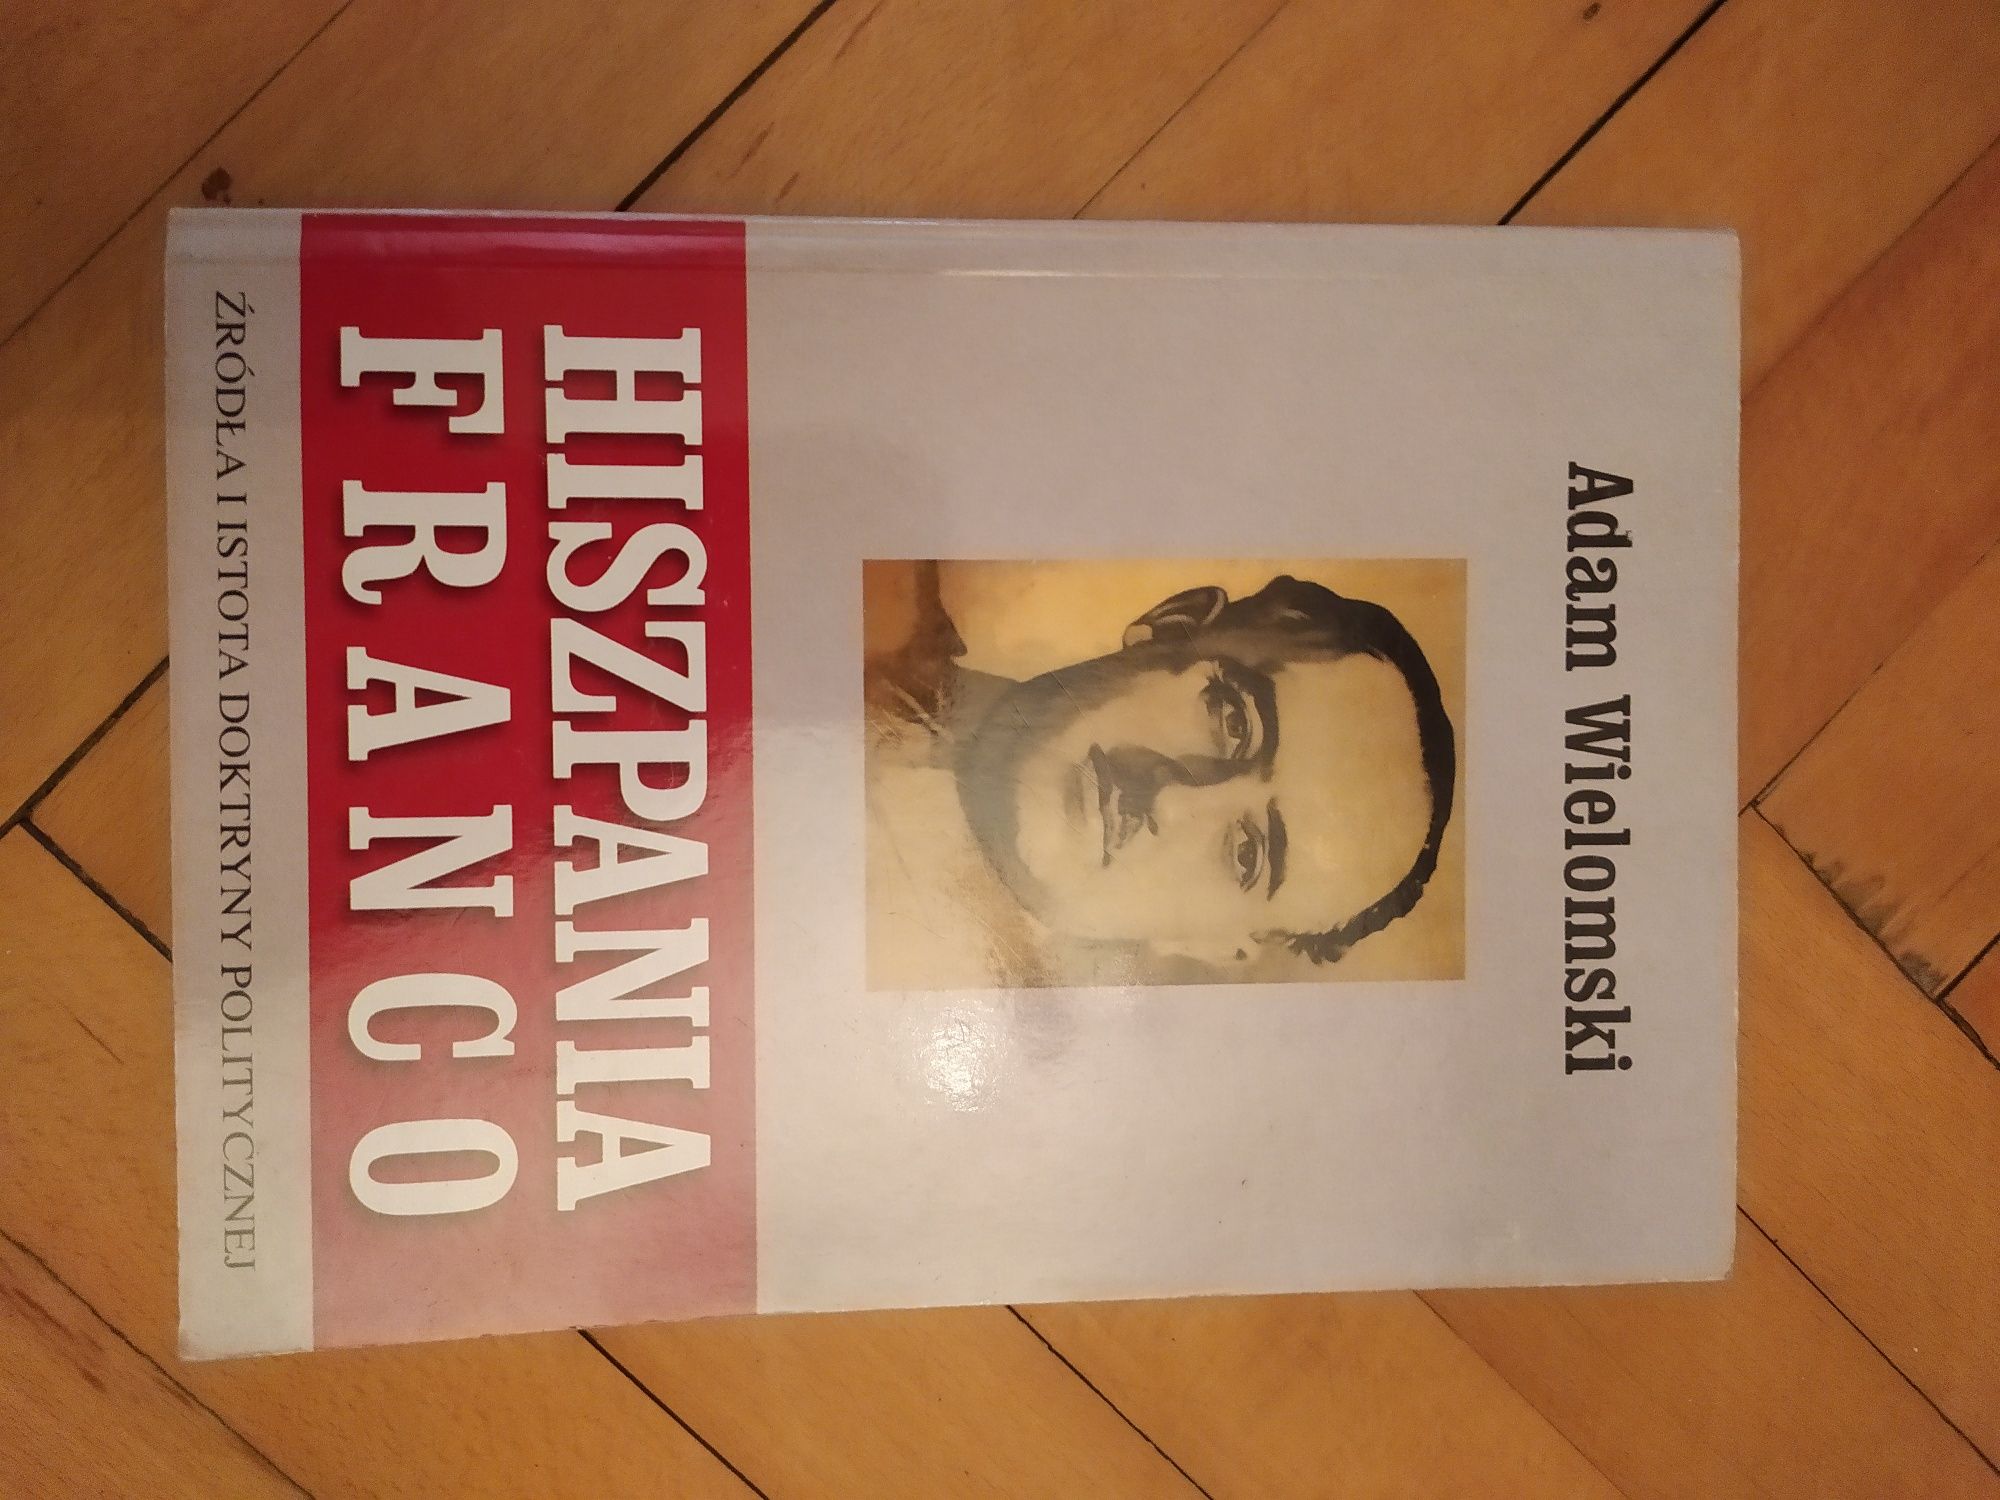 Adam Wielomski
HISZPANIA
FRANCO
ŹRÓDŁA I ISTOTA DOKTRYNY POLITYCZNEJ